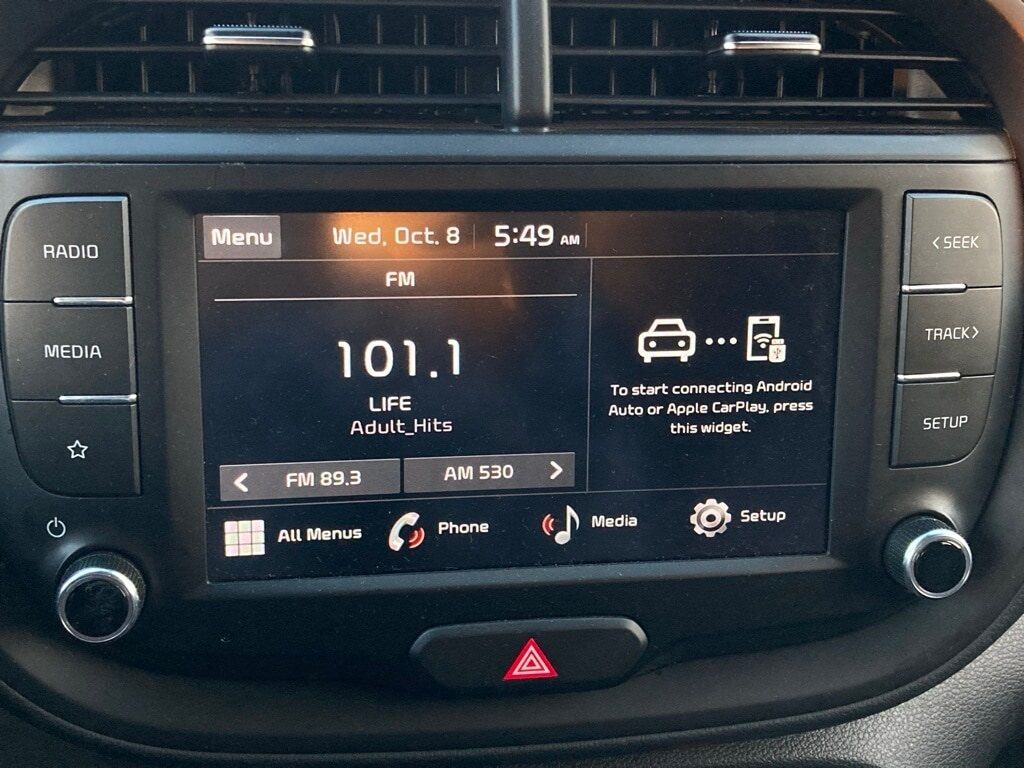 RADIO
MEDIA
Menu
Wed, Oct. 8
5:49 AM
FM
101.1
LIFE
Adult_Hits
< FM 89.3
AM 530 >
To start connecting Android
Auto or Apple CarPlay, press
this widget.
All Menus
Phone
Media
Setup
< SEEK
TRACK >
SETUP